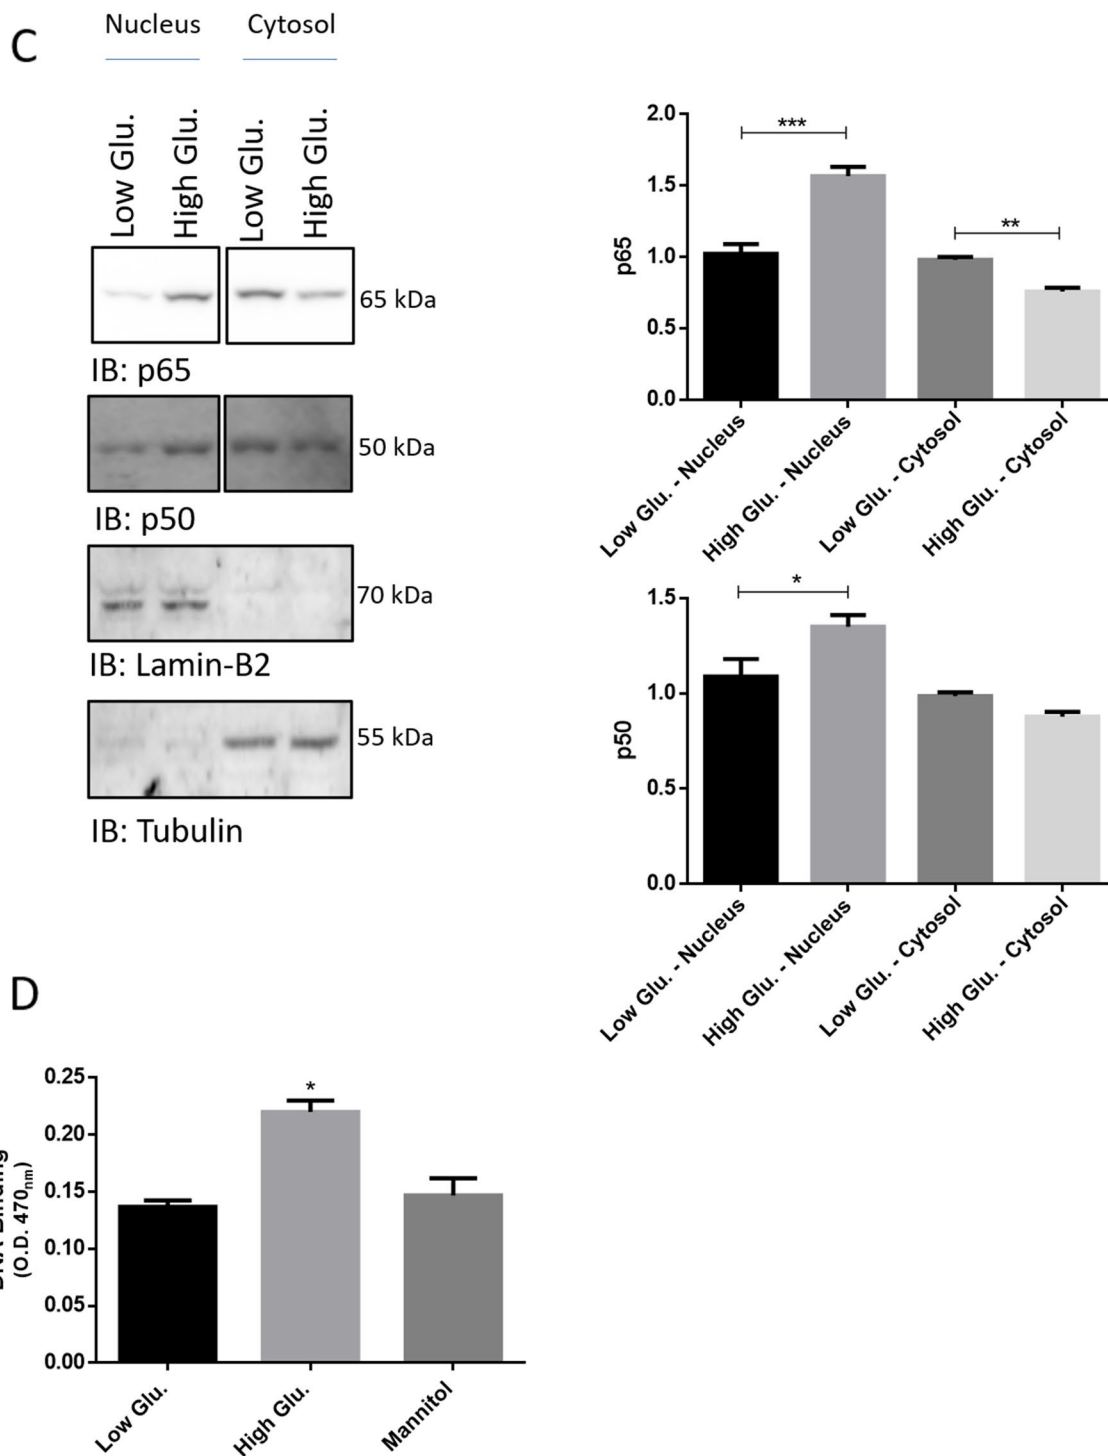 C
Nucleus Cytosol
Low Glu. High Glu. Low Glu. High Glu.
65 kDa
IB: p65
50 kDa
IB: p50
70 kDa
IB: Lamin-B2
55 kDa
IB: Tubulin
p65
2.0
1.5
1.0
0.5
0.0
***
**
Low Glu. - Nucleus
High Glu. - Nucleus
Low Glu. - Cytosol
High Glu. - Cytosol
p50
1.5
1.0
0.5
0.0
*
Low Glu. - Nucleus
High Glu. - Nucleus
Low Glu. - Cytosol
High Glu. - Cytosol
D
(O.D. 470nm)
0.25
0.20
0.15
0.10
0.05
0.00
*
Low Glu.
High Glu.
Mannitol